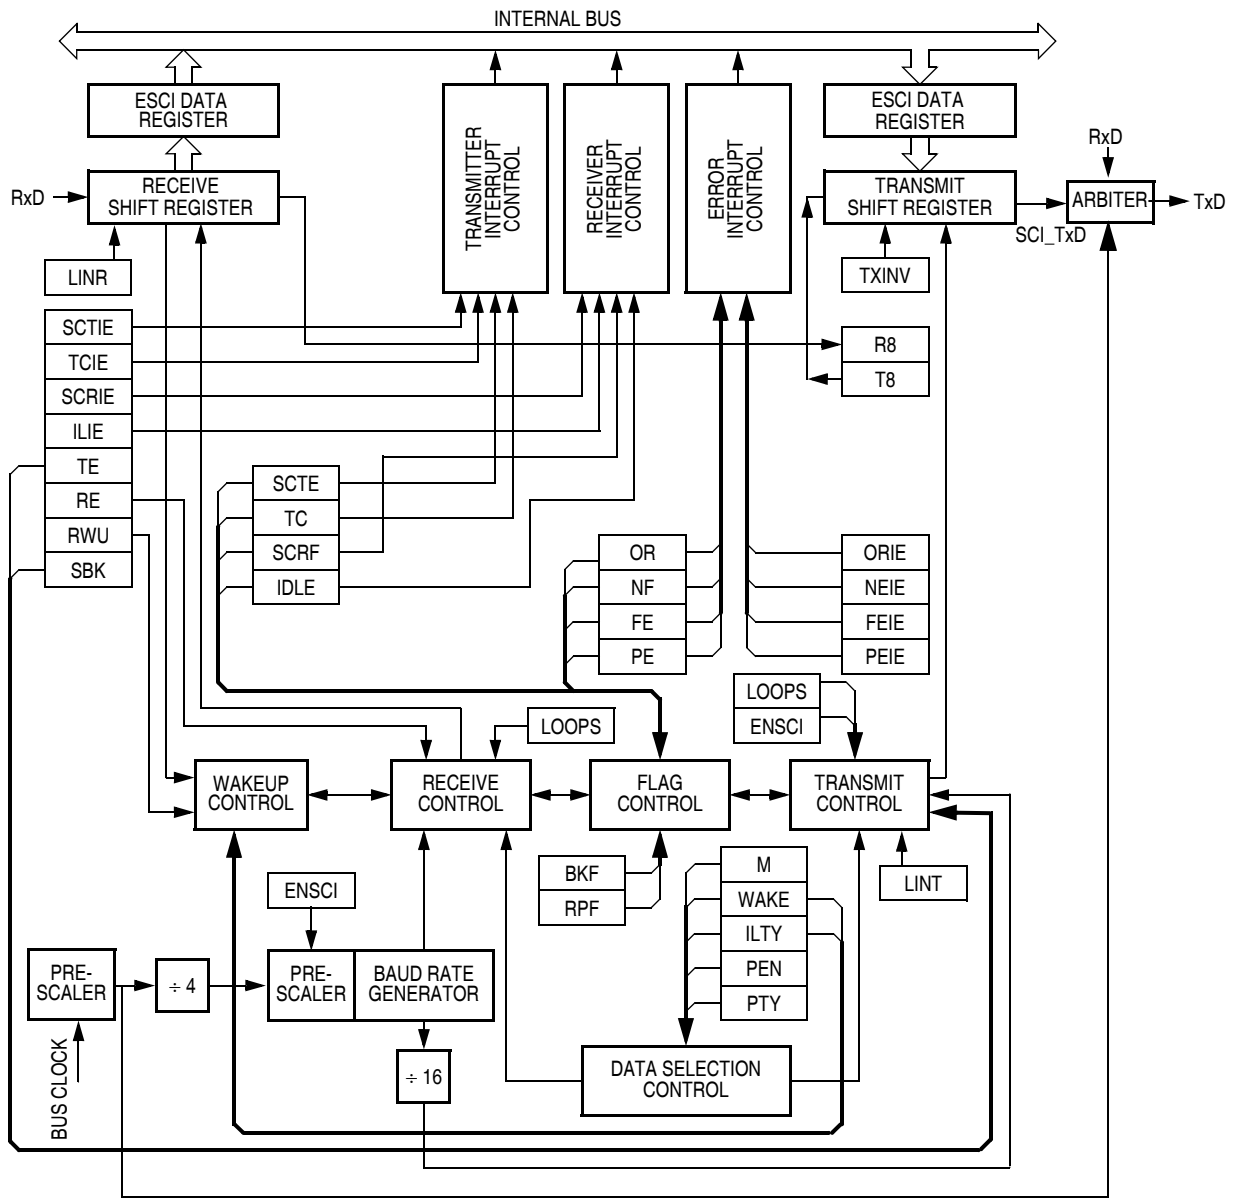 INTERNAL BUS
ESCI DATA
REGISTER
TRANSMITTER
INTERRUPT
CONTROL
RECEIVER
INTERRUPT
CONTROL
ERROR
INTERRUPT
CONTROL
ESCI DATA
REGISTER
RxD
RxD
RECEIVE
SHIFT REGISTER
TRANSMIT
SHIFT REGISTER
ARBITER
TxD
SCI_TxD
LINR
TXINV
SCTIE
TCIE
SCRIE
ILIE
TE
RE
RWU
SBK
R8
T8
SCTE
TC
SCRF
IDLE
OR
NF
FE
PE
ORIE
NEIE
FEIE
PEIE
LOOPS
ENSCI
LOOPS
WAKEUP
CONTROL
RECEIVE
CONTROL
FLAG
CONTROL
TRANSMIT
CONTROL
BKF
RPF
M
WAKE
ILTY
PEN
PTY
LINT
ENSCI
PRE-
SCALER
÷ 4
PRE-
SCALER
BAUD RATE
GENERATOR
BUS CLOCK
÷ 16
DATA SELECTION
CONTROL